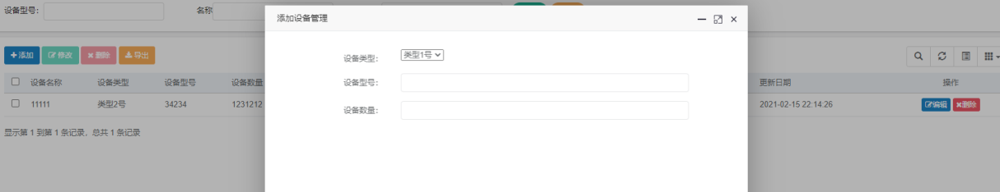 设备型号: 名称
添加设备管理
添加 修改 删除 导出
设备类型: 类型1号
设备型号:
设备数量:
设备名称 设备类型 设备型号 设备数量 更新日期 操作
11111 类型2号 34234 1231212 2021-02-15 22:14:26 编辑 删除
显示第 1 到第 1 条记录，总共 1 条记录